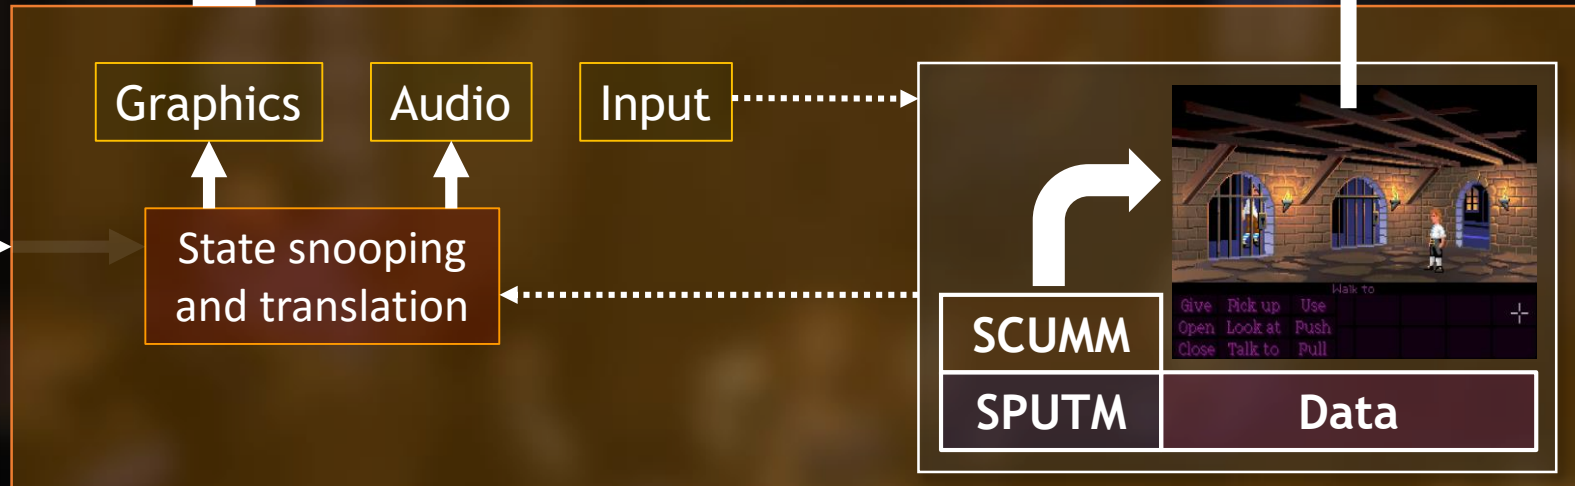 Graphics
Audio
Input
State snooping
and translation
Walk to
Give Pick up Use
Open Look at Push
Close Talk to Pull
SCUMM
SPUTM
Data